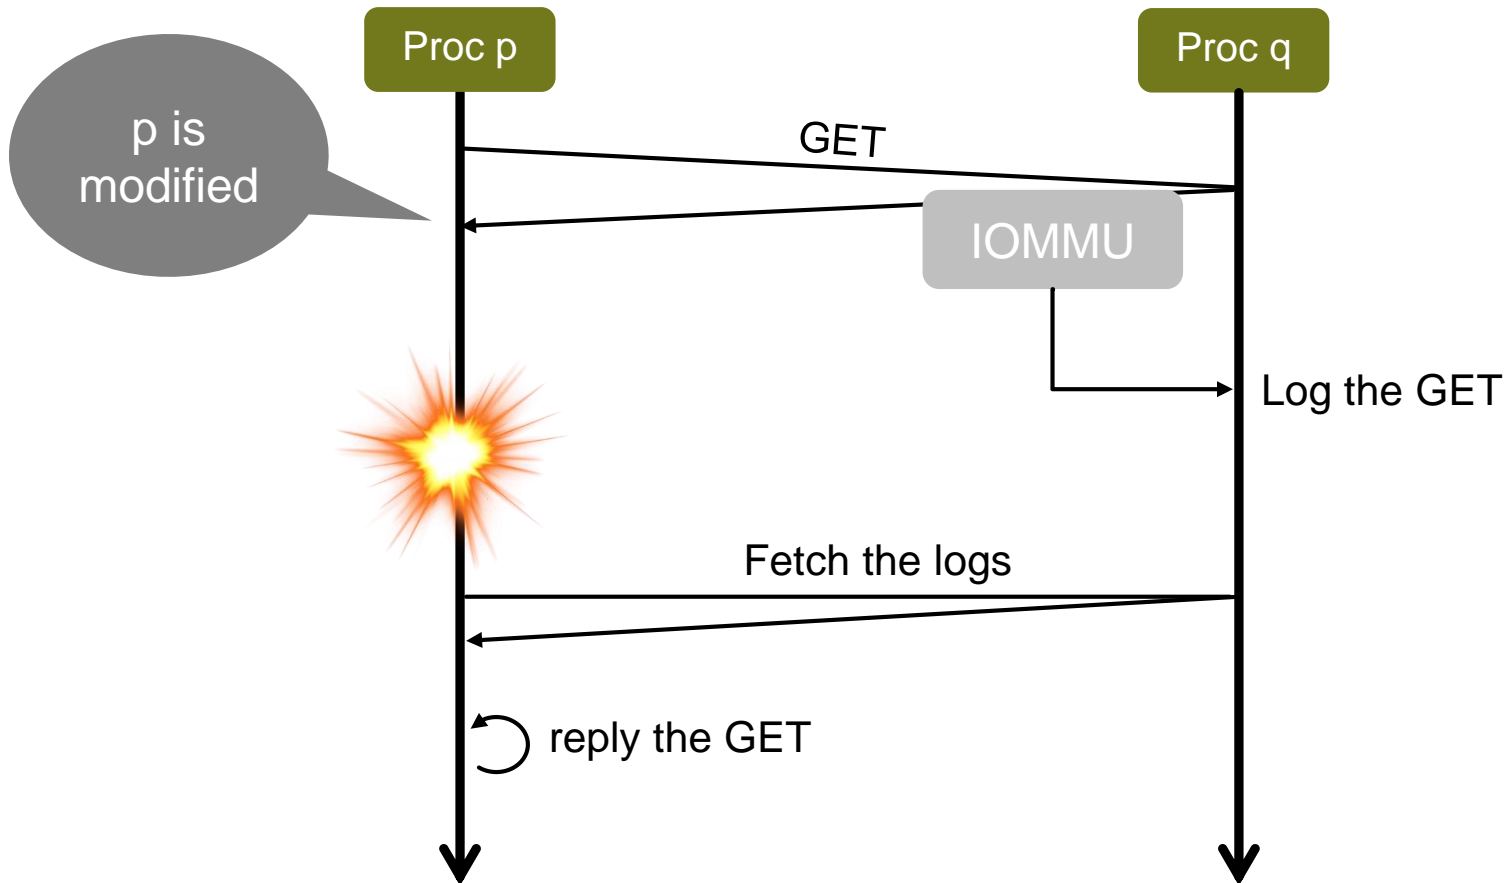 Proc p
Proc q
p is
modified
GET
IOMMU
Log the GET
Fetch the logs
reply the GET